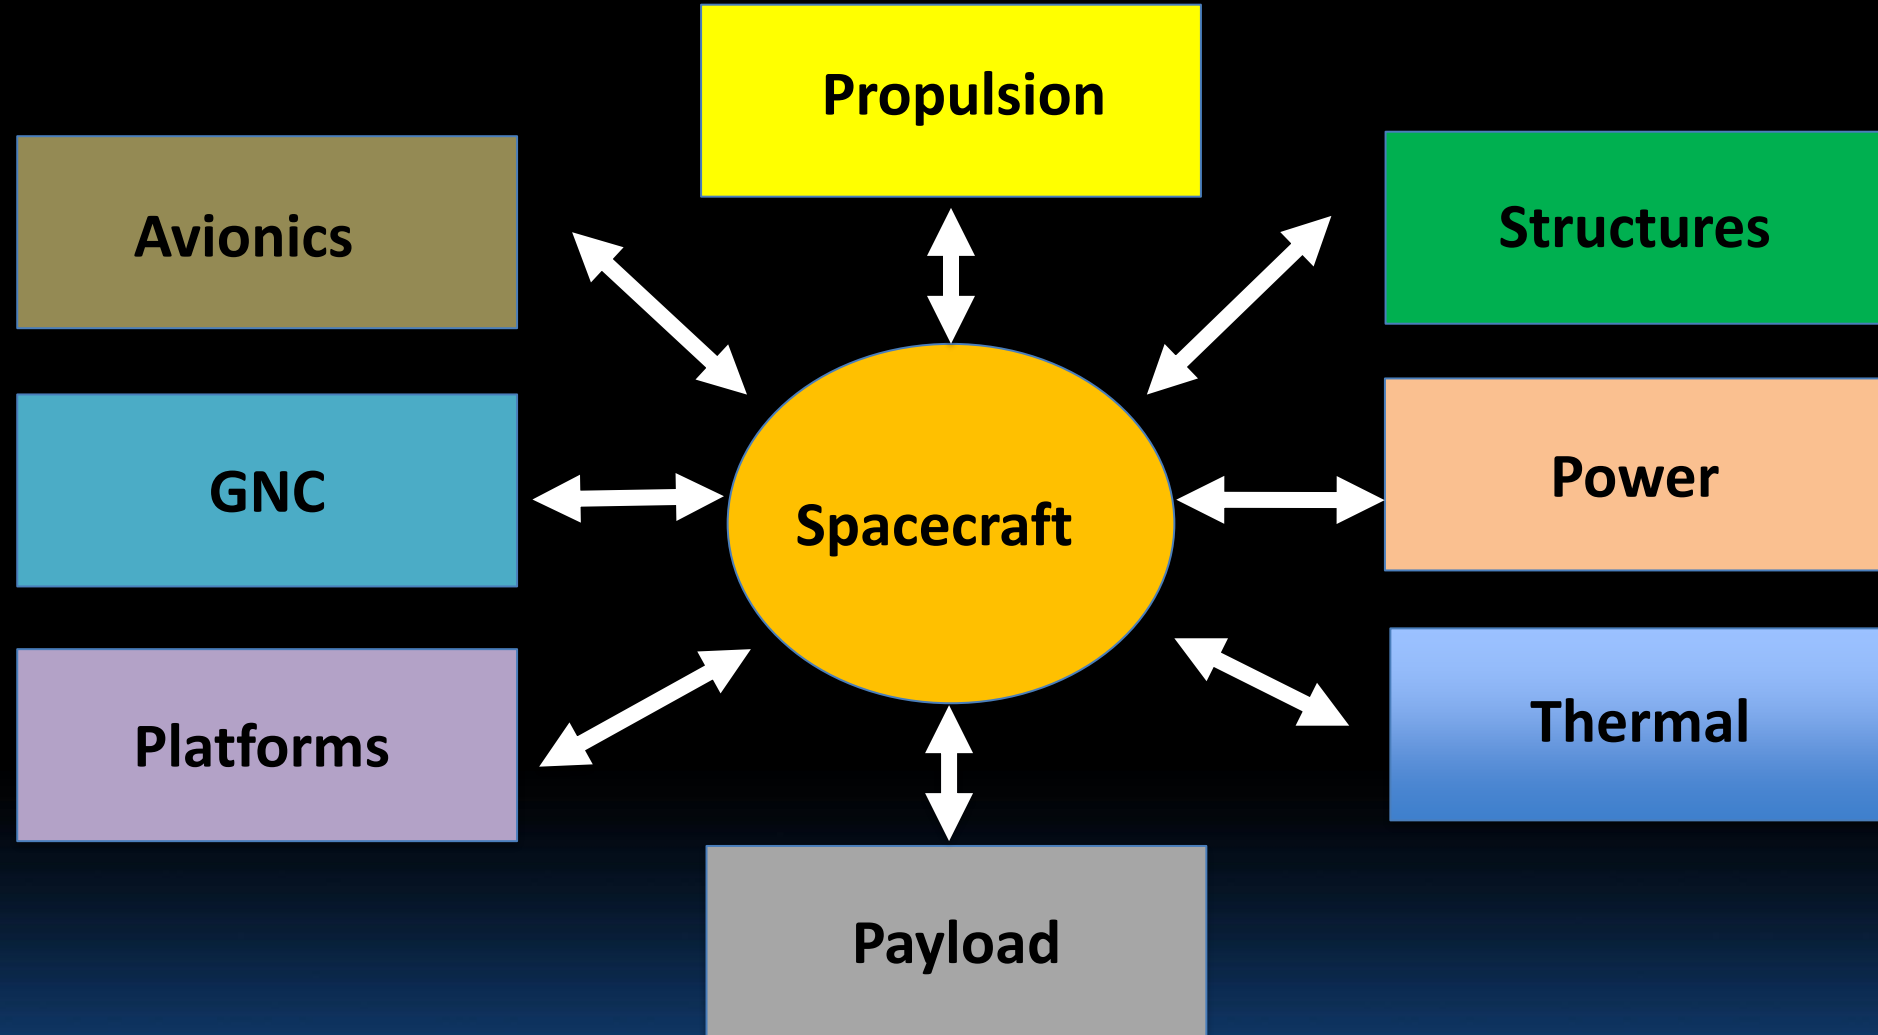 Propulsion
Avionics
Structures
GNC
Power
Spacecraft
Platforms
Thermal
Payload